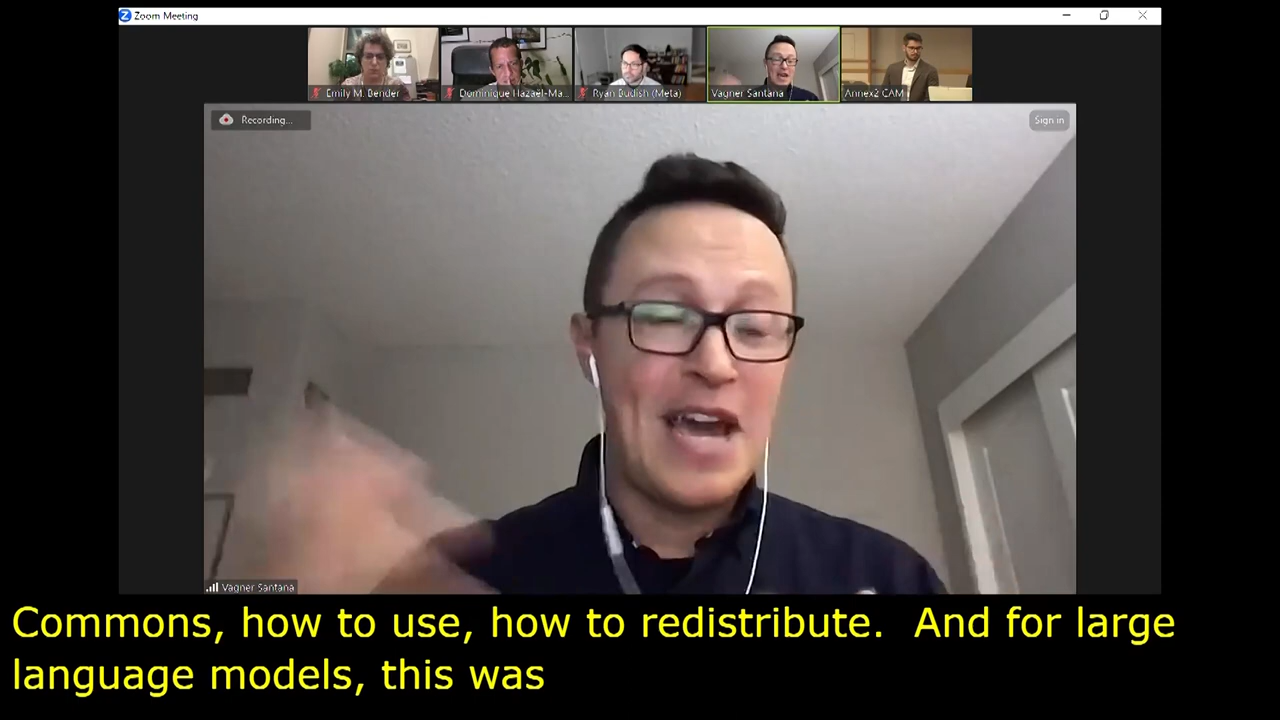 Zoom Meeting
Emily M. Bender
Dominique Hazaël-Ma...
Ryan Budish (Meta)
Vagner Santana
Annex2 CAM
Recording...
Sign in
Vagner Santana
Commons, how to use, how to redistribute.  And for large
language models, this was